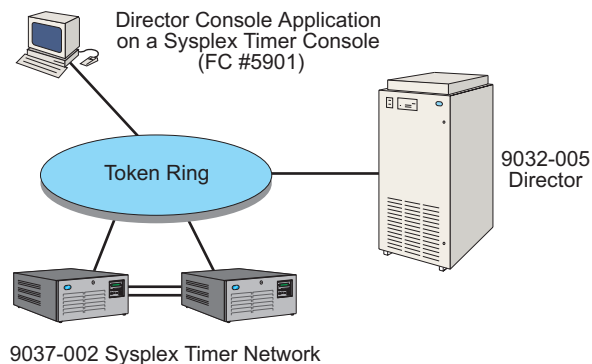 Director Console Application
on a Sysplex Timer Console
(FC #5901)
Token Ring
9032-005
Director
9037-002 Sysplex Timer Network